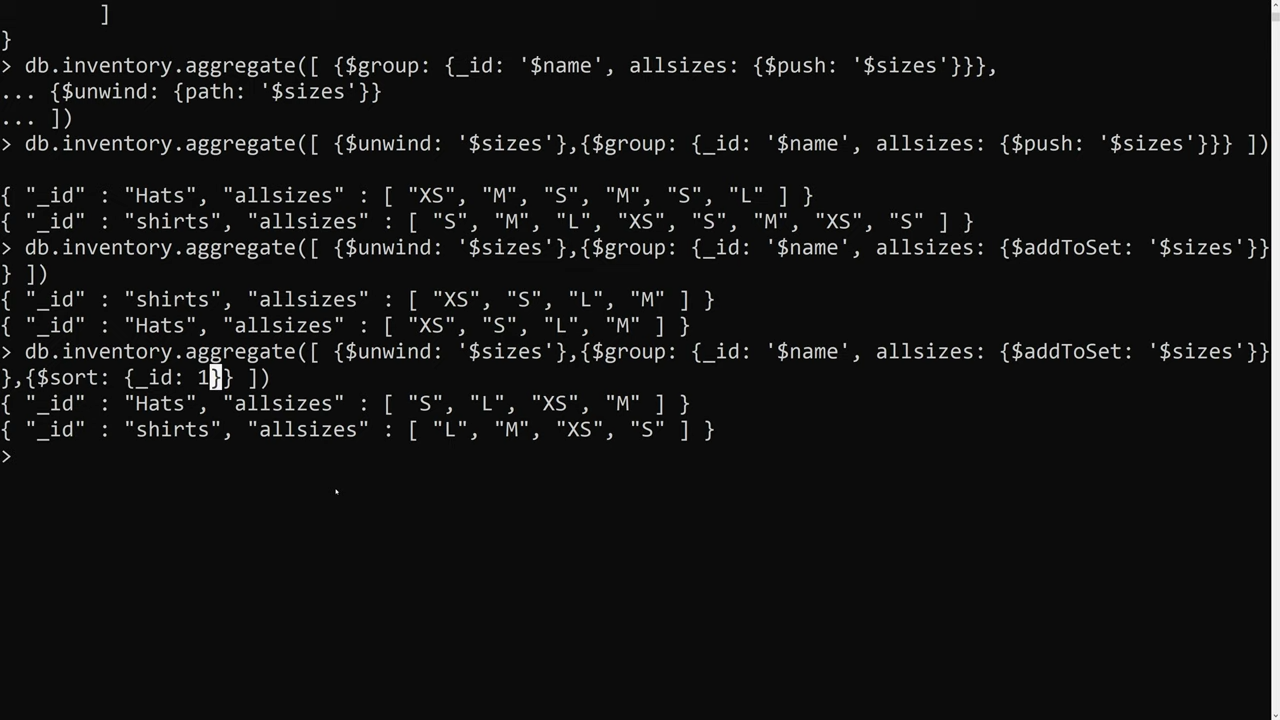 ]
}
> db.inventory.aggregate([ {$group: {_id: '$name', allsizes: {$push: '$sizes'}}},
... {$unwind: {path: '$sizes'}}
... ])
> db.inventory.aggregate([ {$unwind: '$sizes'},{$group: {_id: '$name', allsizes: {$push: '$sizes'}}} ])
{ "_id" : "Hats", "allsizes" : [ "XS", "M", "S", "M", "S", "L" ] }
{ "_id" : "shirts", "allsizes" : [ "S", "M", "L", "XS", "S", "M", "XS", "S" ] }
> db.inventory.aggregate([ {$unwind: '$sizes'},{$group: {_id: '$name', allsizes: {$addToSet: '$sizes'}}
} ])
{ "_id" : "shirts", "allsizes" : [ "XS", "S", "L", "M" ] }
{ "_id" : "Hats", "allsizes" : [ "XS", "S", "L", "M" ] }
> db.inventory.aggregate([ {$unwind: '$sizes'},{$group: {_id: '$name', allsizes: {$addToSet: '$sizes'}}
},{$sort: {_id: 1}} ])
{ "_id" : "Hats", "allsizes" : [ "S", "L", "XS", "M" ] }
{ "_id" : "shirts", "allsizes" : [ "L", "M", "XS", "S" ] }
>